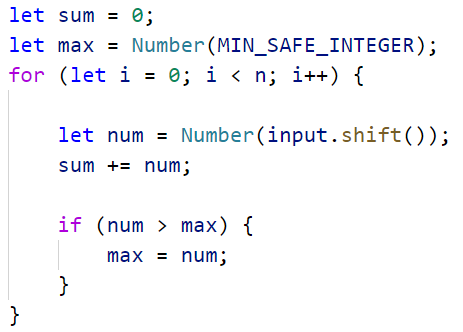 let sum = 0;
let max = Number(MIN_SAFE_INTEGER);
for (let i = 0; i < n; i++) {
let num = Number(input.shift());
sum += num;
if (num > max) {
max = num;
}
}